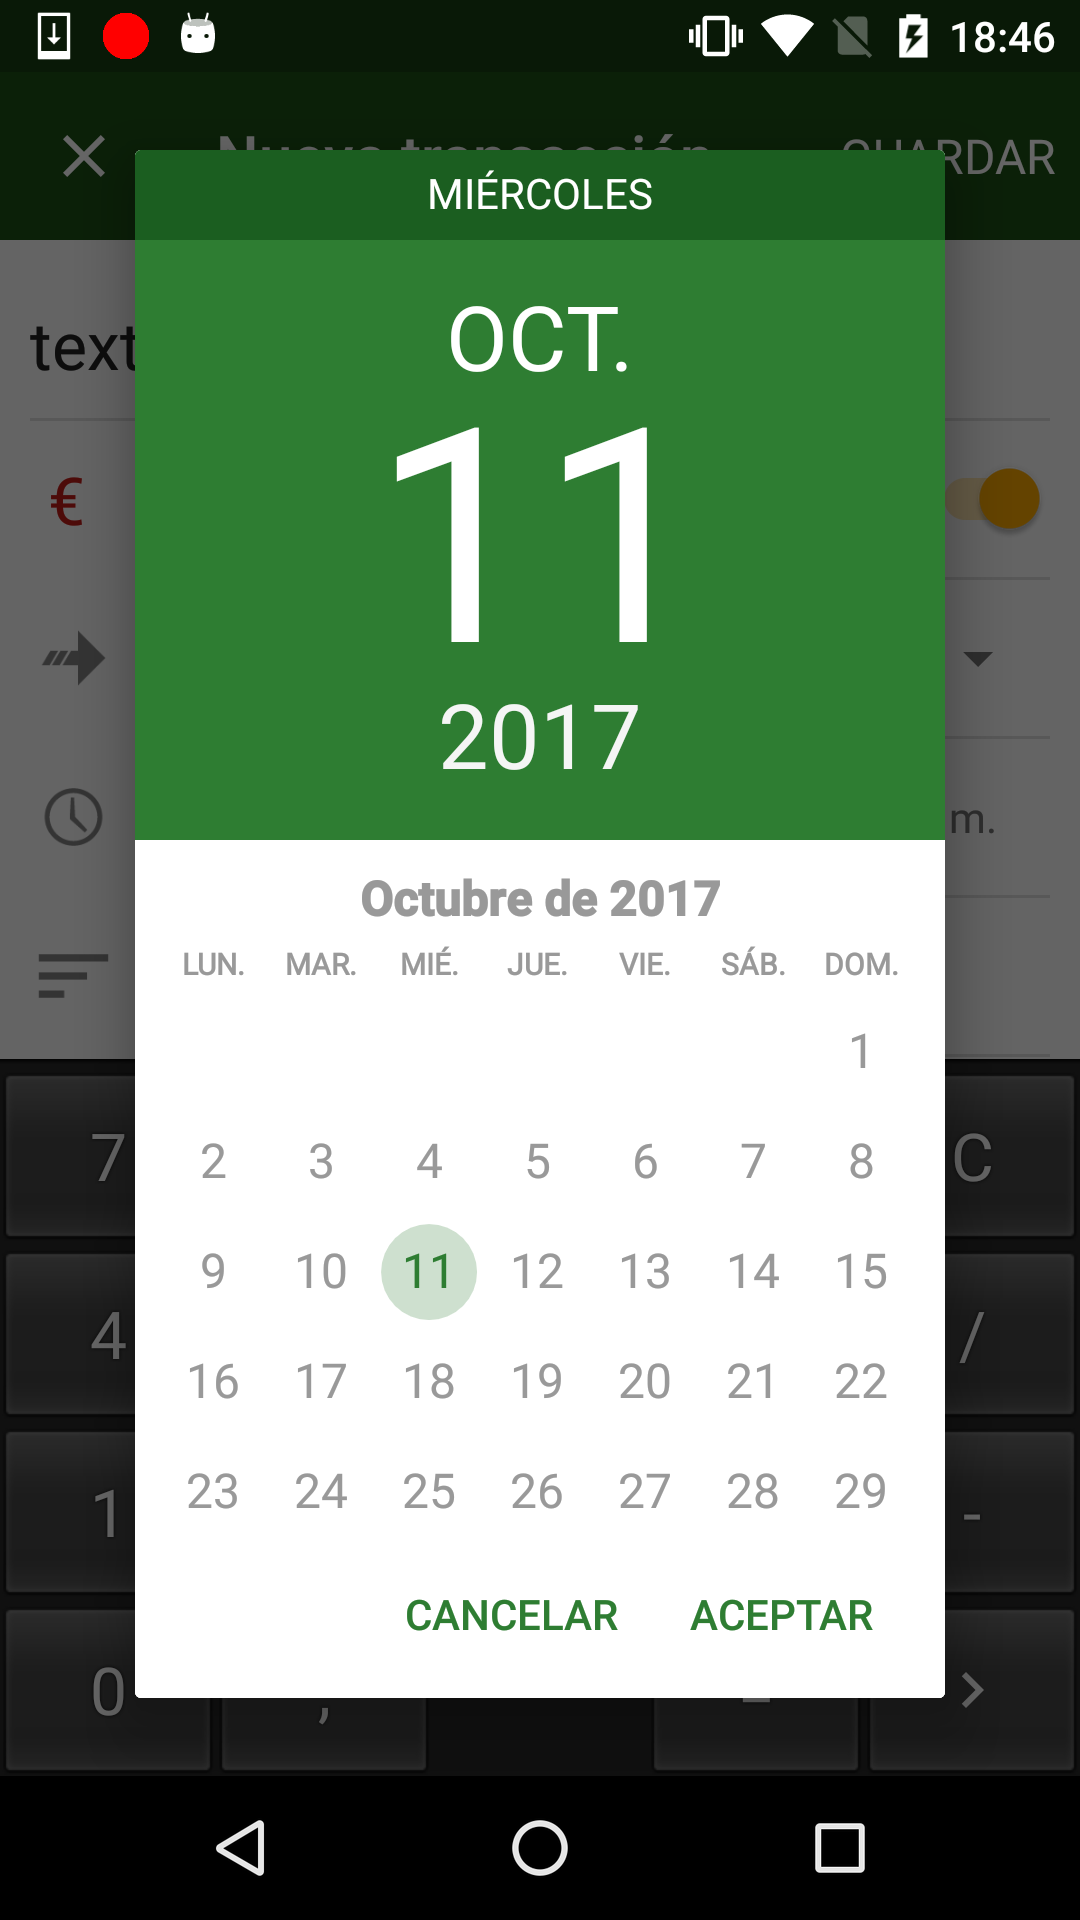 18:46
Nueva transacción GUARDAR
MIÉRCOLES
text
OCT.
11
2017
€
m.
Octubre de 2017
LUN. MAR. MIÉ. JUE. VIE. SÁB. DOM.
1
2 3 4 5 6 7 8
9 10 11 12 13 14 15
16 17 18 19 20 21 22
23 24 25 26 27 28 29
CANCELAR ACEPTAR
7 C
4 /
1 -
0 , =